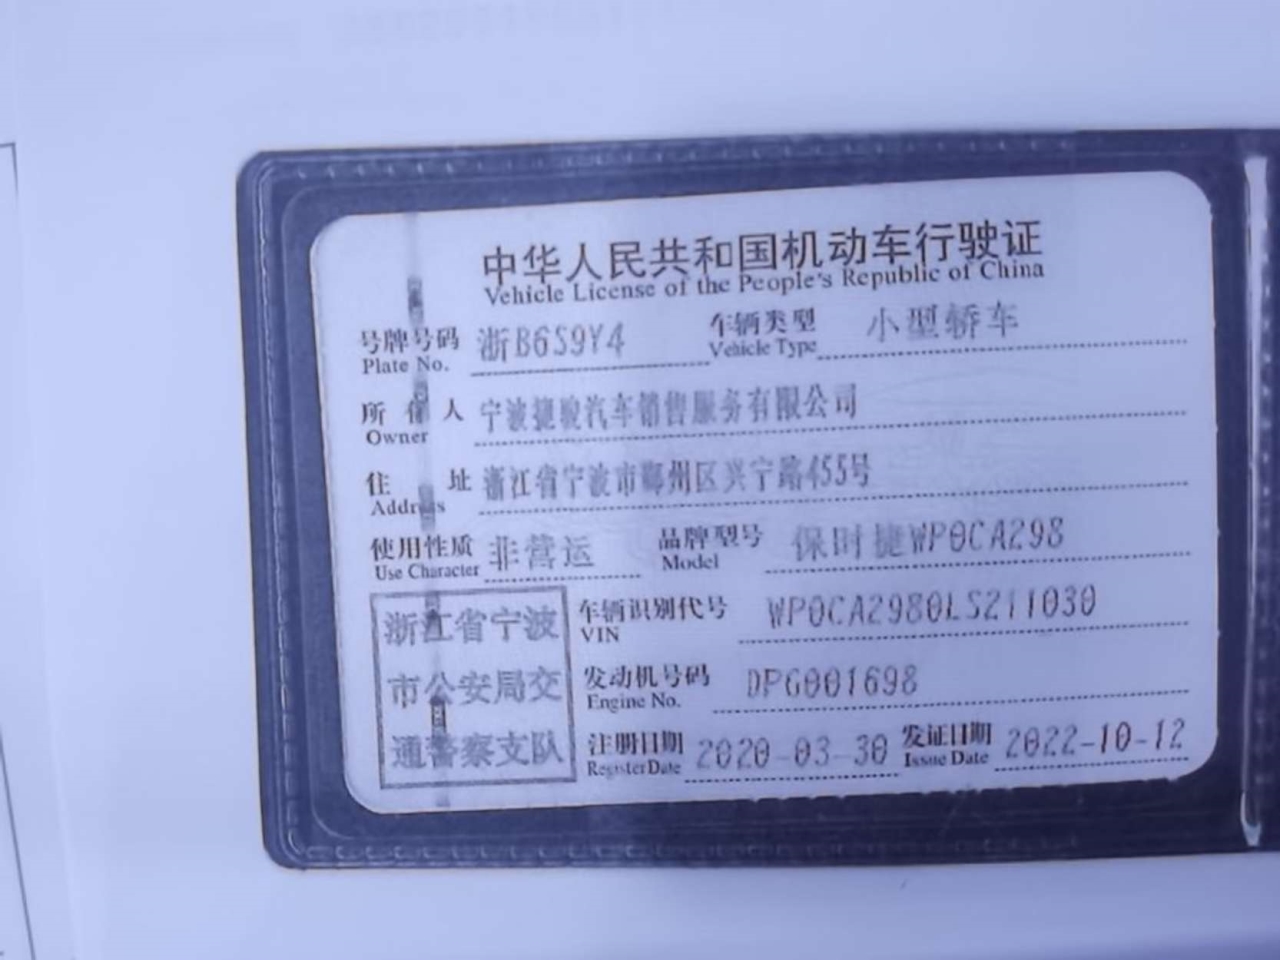 中华人民共和国机动车行驶证
Vehicle License of the People's Republic of China
号牌号码 浙B6S9Y4 车辆类型 小型轿车
Plate No. Vehicle Type
所有人 宁波捷骏汽车销售服务有限公司
Owner
住址 浙江省宁波市鄞州区兴宁路455号
Address
使用性质 非营运 品牌型号 保时捷WP0CA298
Use Character Model
浙江省宁波
市公安局交
通警察支队
车辆识别代号 WP0CA2980LS211030
VIN
发动机号码 DPG001698
Engine No.
注册日期 2020-03-30 发证日期 2022-10-12
Register Date Issue Date